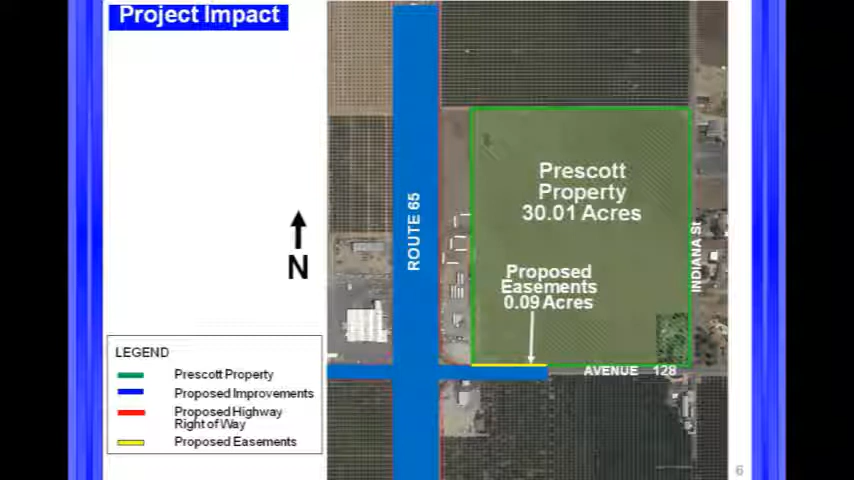 Project Impact
Prescott
Property
30.01 Acres
ROUTE 65
INDIANA St
N
Proposed
Easements
0.09 Acres
AVENUE 128
LEGEND
Prescott Property
Proposed Improvements
Proposed Highway
Right of Way
Proposed Easements
6